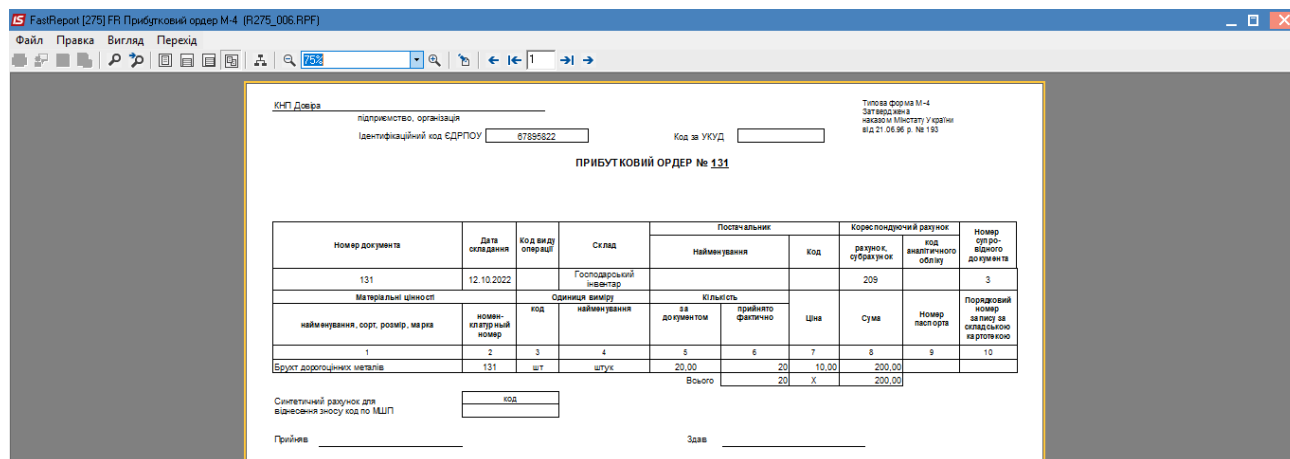 FastReport [275] FR Прибутковий ордер М-4 (R275_006.RPF)
Файл Правка Вигляд Перехід
75%
1
КНП Довіра
підприємство, організація
Ідентифікаційний код ЄДРПОУ 67895822
Код за УКУД
Типова форма М-4
Затверджена
наказом Мінстату України
від 21.06.96 р. № 193
ПРИБУТКОВИЙ ОРДЕР № 131
Номер документа
Дата складання
Код виду операції
Склад
Постачальник
Найменування
Код
Кореспондуючий рахунок
рахунок, субрахунок
код аналітичного обліку
Номер супро-відного документа
131 12.10.2022 Господарський інвентар 209 3
Матеріальні цінності
Одиниця виміру
Кількість
найменування, сорт, розмір, марка
номен-клатурный номер
код
найменування
за документом
прийнято фактично
Ціна
Сума
Номер паспорта
Порядковий номер запису за складською картотекою
1 2 3 4 5 6 7 8 9 10
Брухт дорогоцінних металів 131 шт штук 20,00 20 10,00 200,00
Всього 20 X 200,00
Синтетичний рахунок для
віднесення зносу код по МШП
код
Прийняв
Здав